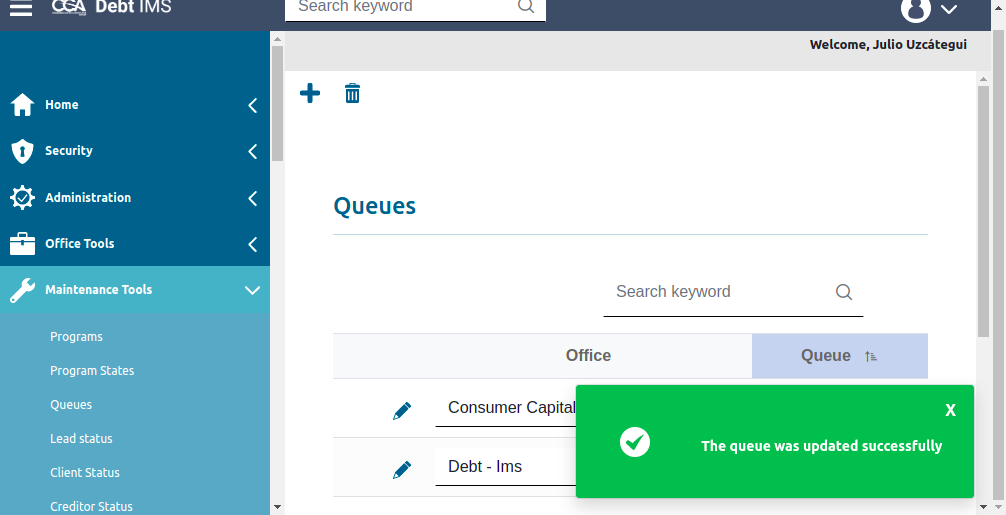 CCA Debt IMS
Search keyword
Welcome, Julio Uzcátegui
Home
Security
Administration
Office Tools
Maintenance Tools
Programs
Program States
Queues
Lead status
Client Status
Creditor Status
Queues
Search keyword
Office Queue
Consumer Capital
Debt - Ims
X
The queue was updated successfully